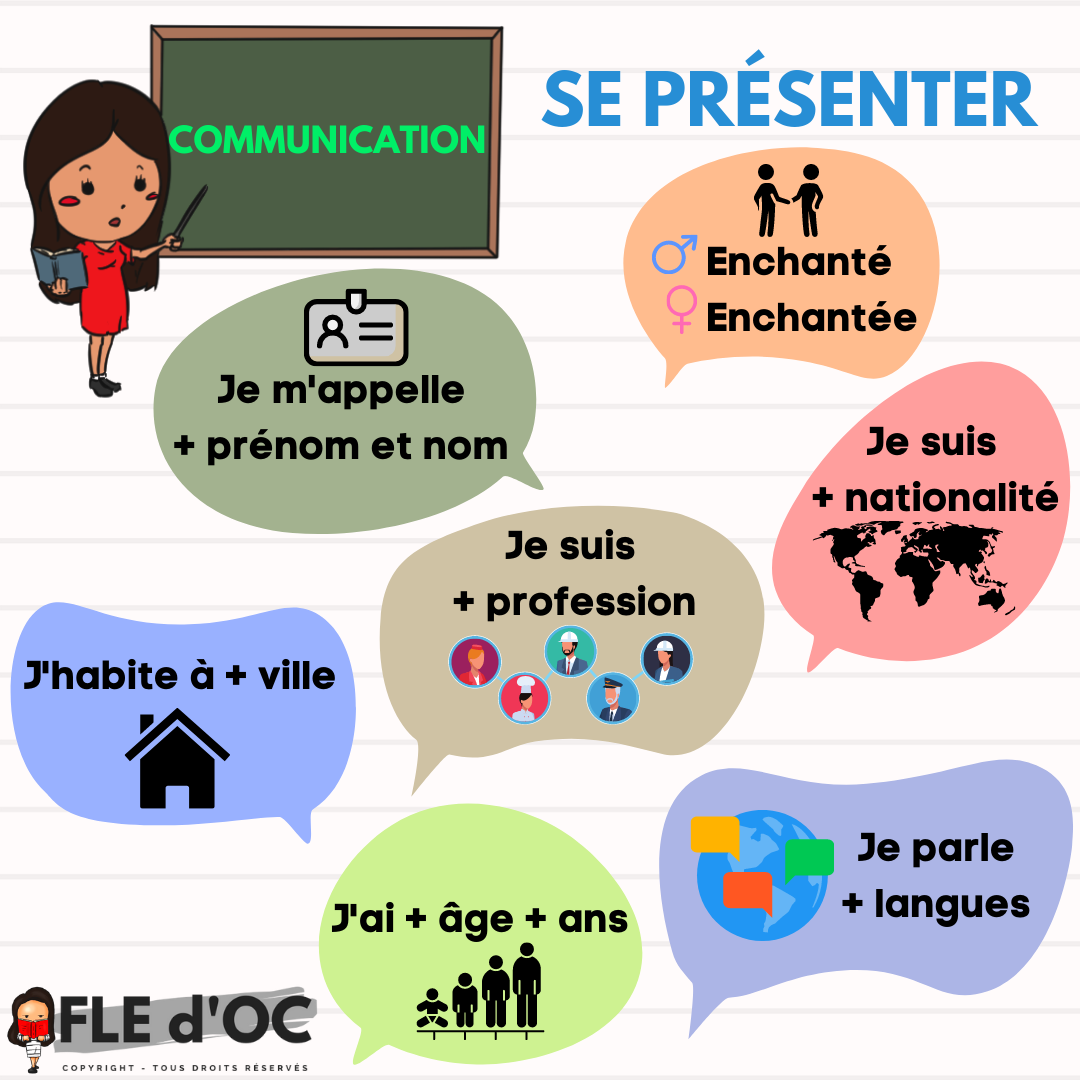 COMMUNICATION
SE PRÉSENTER
Enchanté
Enchantée
Je m'appelle
+ prénom et nom
Je suis
+ nationalité
Je suis
+ profession
J'habite à + ville
Je parle
+ langues
J'ai + âge + ans
FLE d'OC
COPYRIGHT - TOUS DROITS RÉSERVÉS